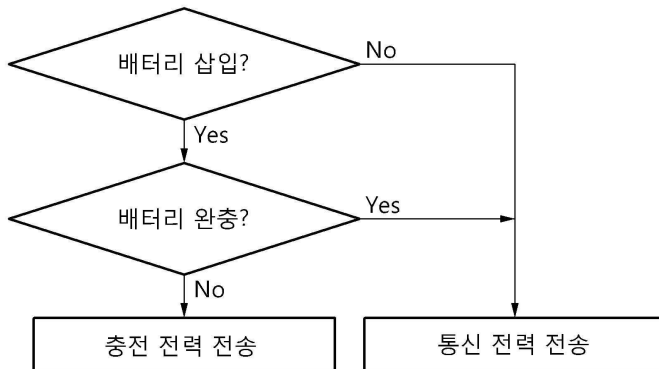 배터리 삽입?
No
Yes
배터리 완충?
Yes
No
충전 전력 전송
통신 전력 전송